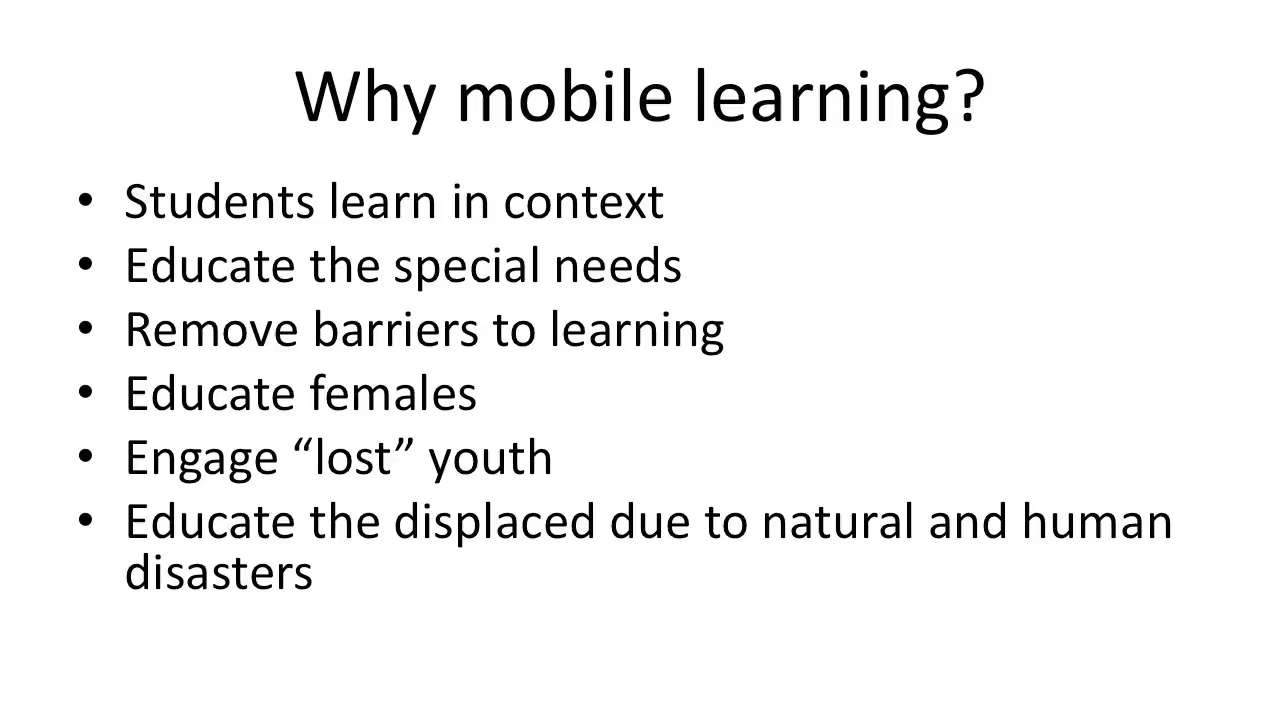 Why mobile learning?
• Students learn in context
• Educate the special needs
• Remove barriers to learning
• Educate females
• Engage “lost” youth
• Educate the displaced due to natural and human
disasters